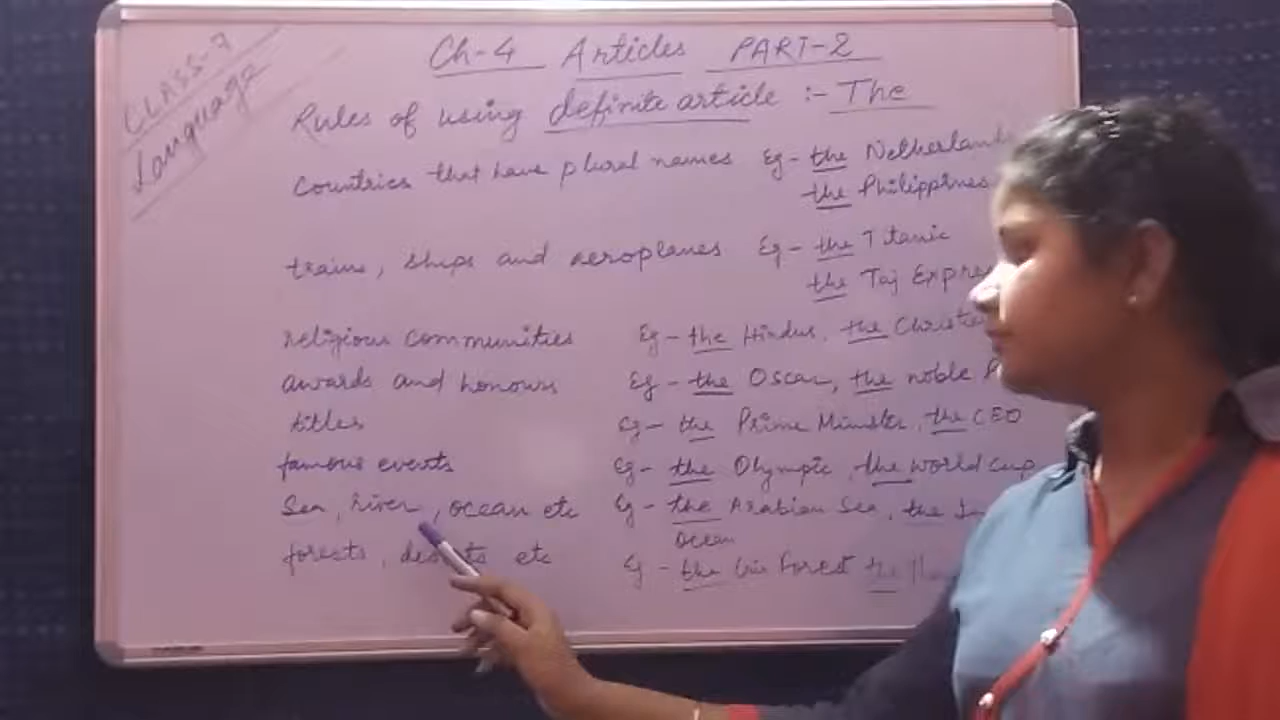 CLASS-7
Language
Ch-4 Articles PART-2
Rules of using definite article :- The
Countries that have plural names Eg- the Netherland
the Philippines
trains, ships and aeroplanes Eg- the Titanic
the Taj Expre
religious communities Eg- the Hindus, the Christ
awards and honours Eg- the Oscar, the noble
titles Eg- the Prime Minister, the CEO
famous events Eg- the Olympic, the world cup
Sea, river, ocean etc Eg- the Arabian Sea, the
Ocean
forests, deserts etc Eg- the Gir Forest the